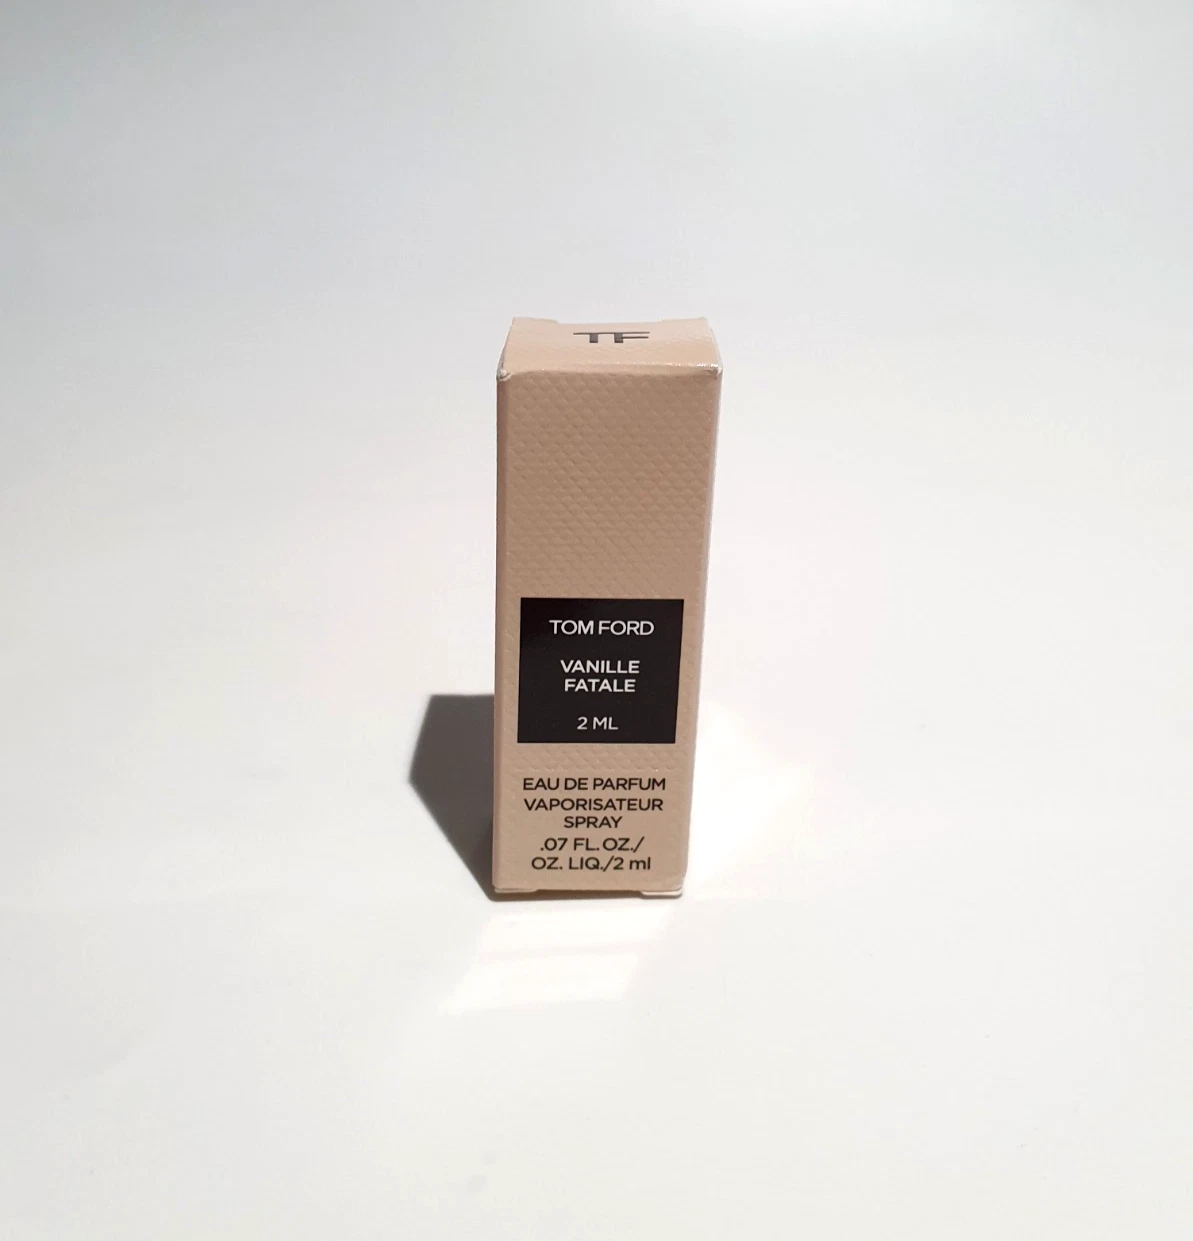 TF
TOM FORD
VANILLE
FATALE
2 ML
EAU DE PARFUM
VAPORISATEUR
SPRAY
.07 FL. OZ./
OZ. LIQ./2 ml